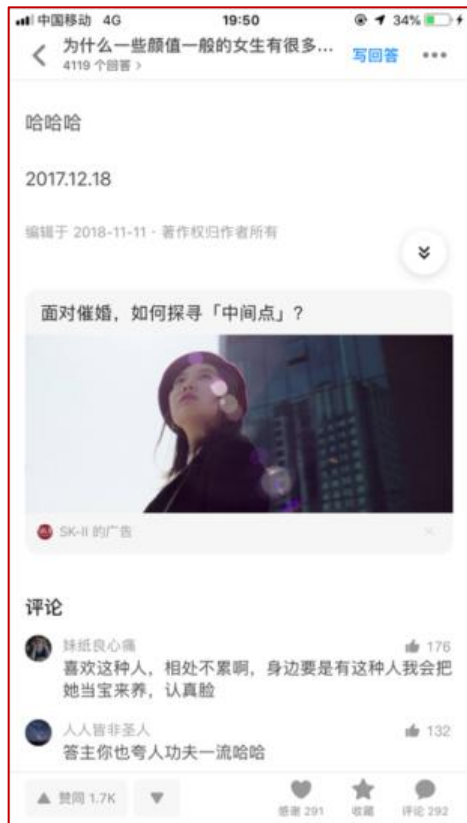 中国移动 4G 19:50 34%
为什么一些颜值一般的女生有很多... 写回答
4119 个回答 >
哈哈哈
2017.12.18
编辑于 2018-11-11 · 著作权归作者所有
面对催婚，如何探寻「中间点」？
SK-II 的广告
评论
妹纸良心痛 176
喜欢这种人，相处不累啊，身边要是有这种人我会把
她当宝来养，认真脸
人人皆非圣人 132
答主你也夸人功夫一流哈哈
赞同 1.7K
感谢 291 收藏 评论 292